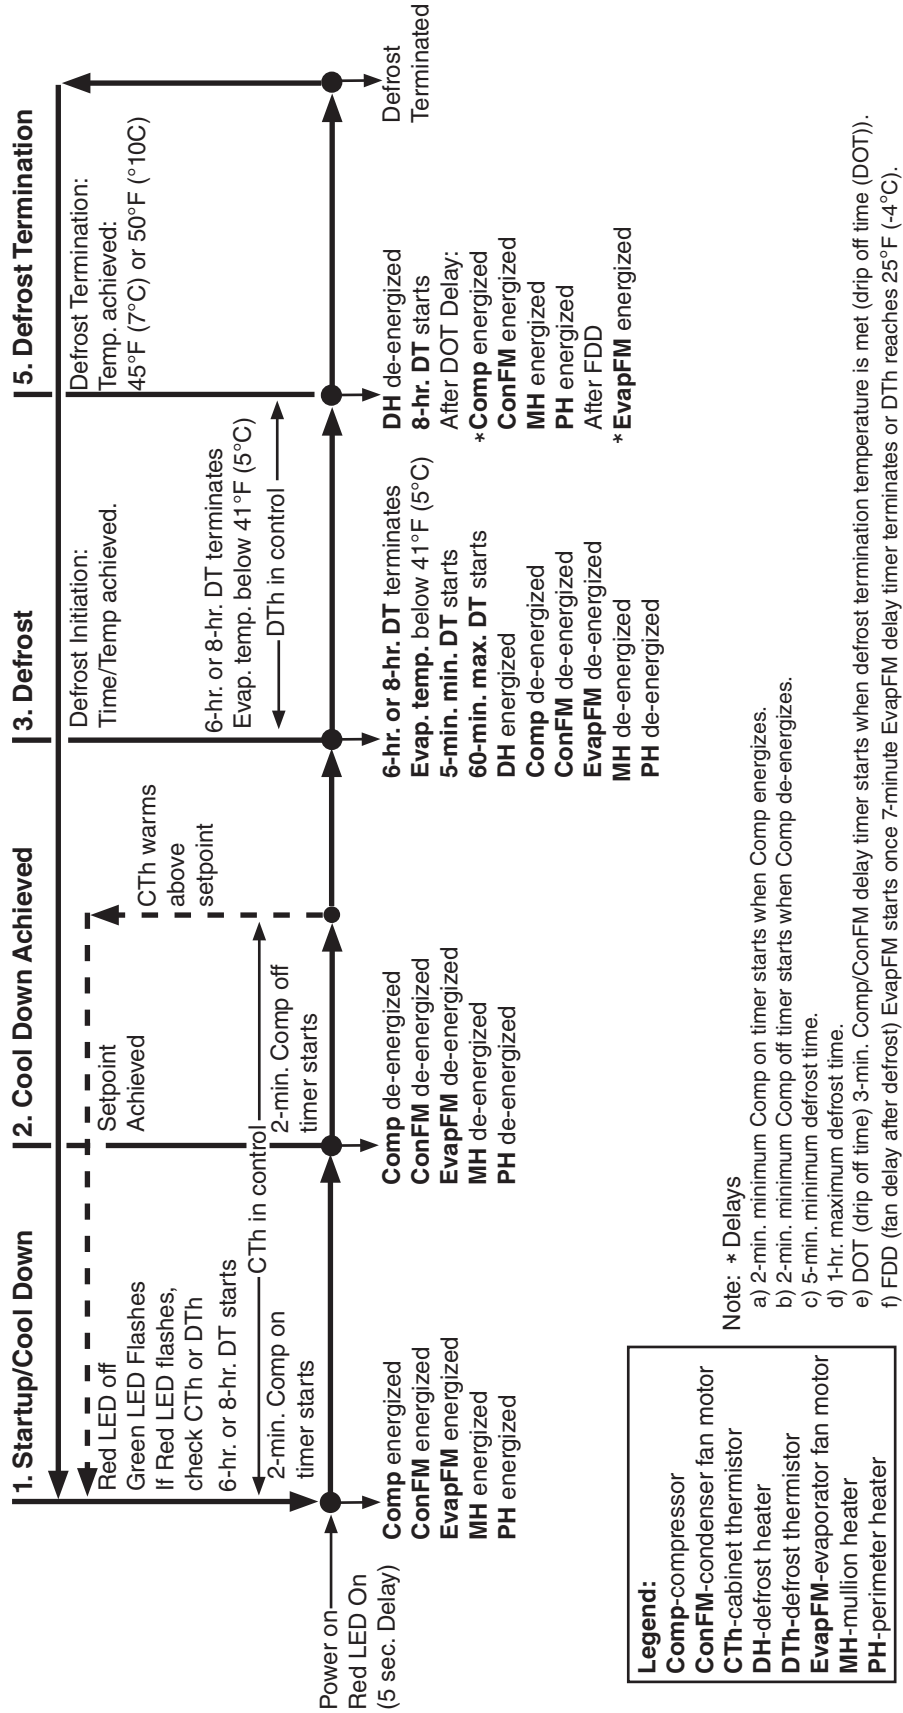 1. Startup/Cool Down
2. Cool Down Achieved
3. Defrost
5. Defrost Termination
Red LED off
Green LED Flashes
If Red LED flashes,
check CTh or DTh
6-hr. or 8-hr. DT starts
CTh in control
2-min. Comp on
timer starts
Setpoint
Achieved
2-min. Comp off
timer starts
CTh warms
above
setpoint
Defrost Initiation:
Time/Temp achieved.
6-hr. or 8-hr. DT terminates
Evap. temp. below 41°F (5°C)
DTh in control
Defrost Termination:
Temp. achieved:
45°F (7°C) or 50°F (°10C)
Power on
Red LED On
(5 sec. Delay)
Comp energized
ConFM energized
EvapFM energized
MH energized
PH energized
Comp de-energized
ConFM de-energized
EvapFM de-energized
MH de-energized
PH de-energized
6-hr. or 8-hr. DT terminates
Evap. temp. below 41°F (5°C)
5-min. min. DT starts
60-min. max. DT starts
DH energized
Comp de-energized
ConFM de-energized
EvapFM de-energized
MH de-energized
PH de-energized
DH de-energized
8-hr. DT starts
After DOT Delay:
*Comp energized
ConFM energized
MH energized
PH energized
After FDD
*EvapFM energized
Defrost
Terminated
Legend:
Comp-compressor
ConFM-condenser fan motor
CTh-cabinet thermistor
DH-defrost heater
DTh-defrost thermistor
EvapFM-evaporator fan motor
MH-mullion heater
PH-perimeter heater
Note: * Delays
a) 2-min. minimum Comp on timer starts when Comp energizes.
b) 2-min. minimum Comp off timer starts when Comp de-energizes.
c) 5-min. minimum defrost time.
d) 1-hr. maximum defrost time.
e) DOT (drip off time) 3-min. Comp/ConFM delay timer starts when defrost termination temperature is met (drip off time (DOT)).
f) FDD (fan delay after defrost) EvapFM starts once 7-minute EvapFM delay timer terminates or DTh reaches 25°F (-4°C).